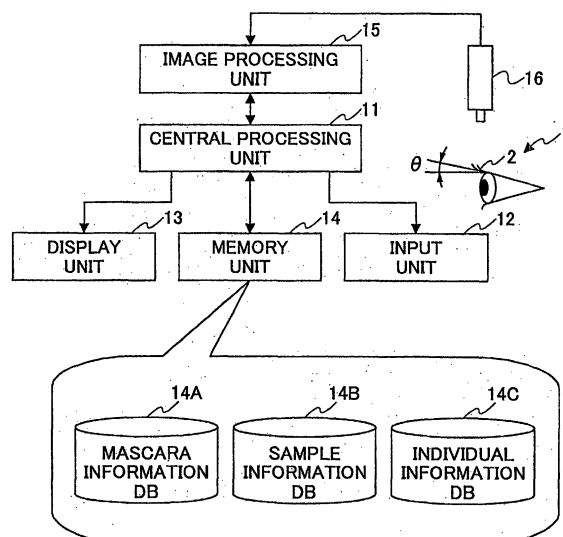 15
IMAGE PROCESSING
UNIT
16
11
CENTRAL PROCESSING
UNIT
θ
2
13
DISPLAY
UNIT
14
MEMORY
UNIT
12
INPUT
UNIT
14A
MASCARA
INFORMATION
DB
14B
SAMPLE
INFORMATION
DB
14C
INDIVIDUAL
INFORMATION
DB